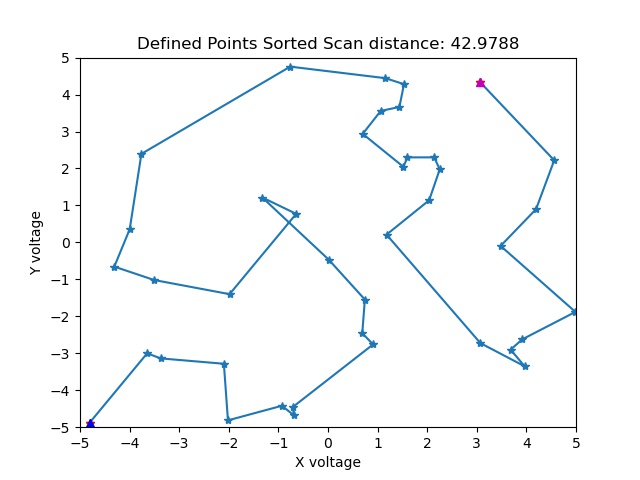 Defined Points Sorted Scan distance: 42.9788
5
4
3
2
1
0
−1
−2
−3
−4
−5
Y voltage
−5 −4 −3 −2 −1 0 1 2 3 4 5
X voltage